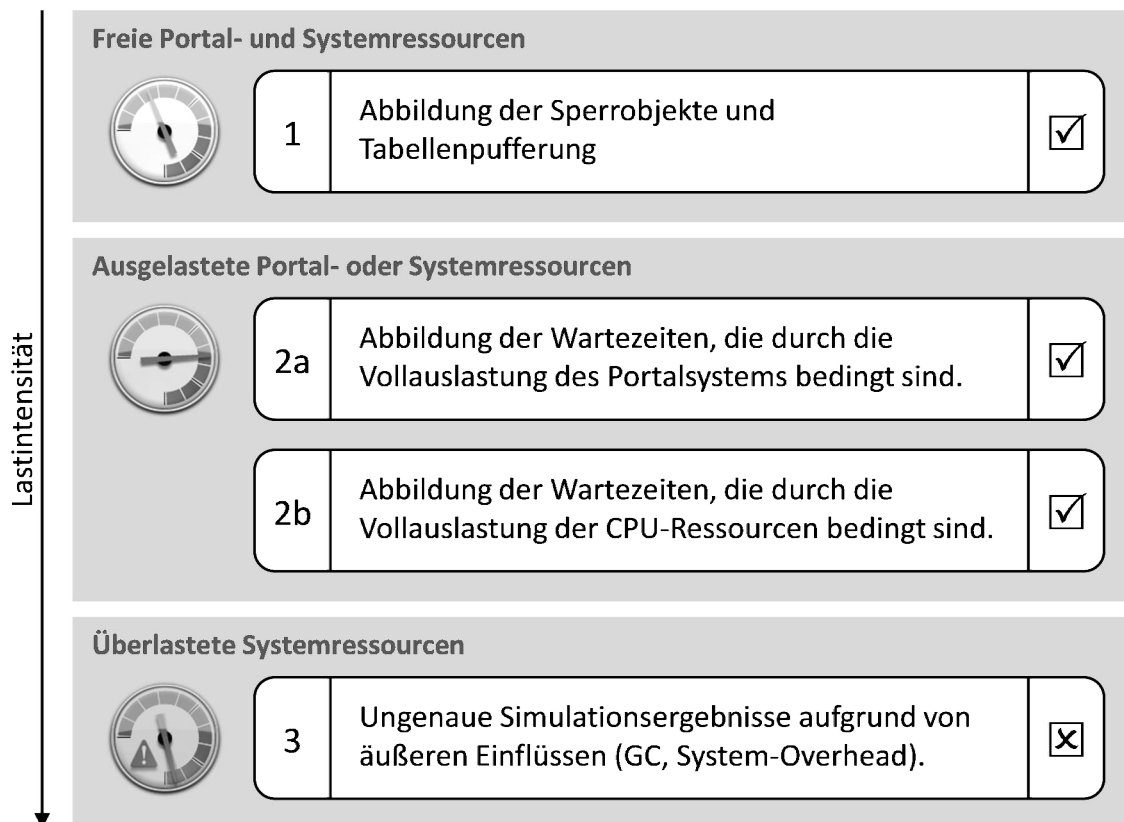 Lastintensität
Freie Portal- und Systemressourcen
1
Abbildung der Sperrobjekte und
Tabellenpufferung
Ausgelastete Portal- oder Systemressourcen
2a
Abbildung der Wartezeiten, die durch die
Vollauslastung des Portalsystems bedingt sind.
2b
Abbildung der Wartezeiten, die durch die
Vollauslastung der CPU-Ressourcen bedingt sind.
Überlastete Systemressourcen
3
Ungenaue Simulationsergebnisse aufgrund von
äußeren Einflüssen (GC, System-Overhead).